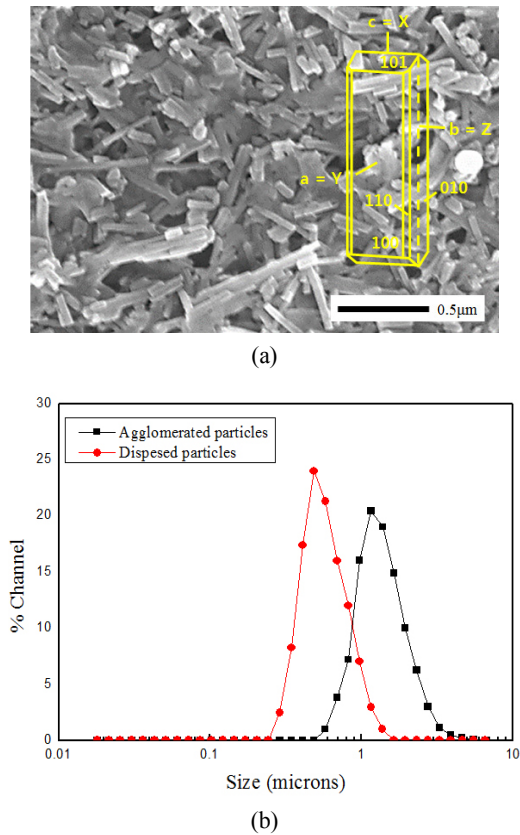 c = X
101
b = Z
a = Y
010
110
100
0.5μm
(a)
30
Agglomerated particles
Dispesed particles
25
20
15
10
5
0
% Channel
0.01
0.1
1
10
Size (microns)
(b)